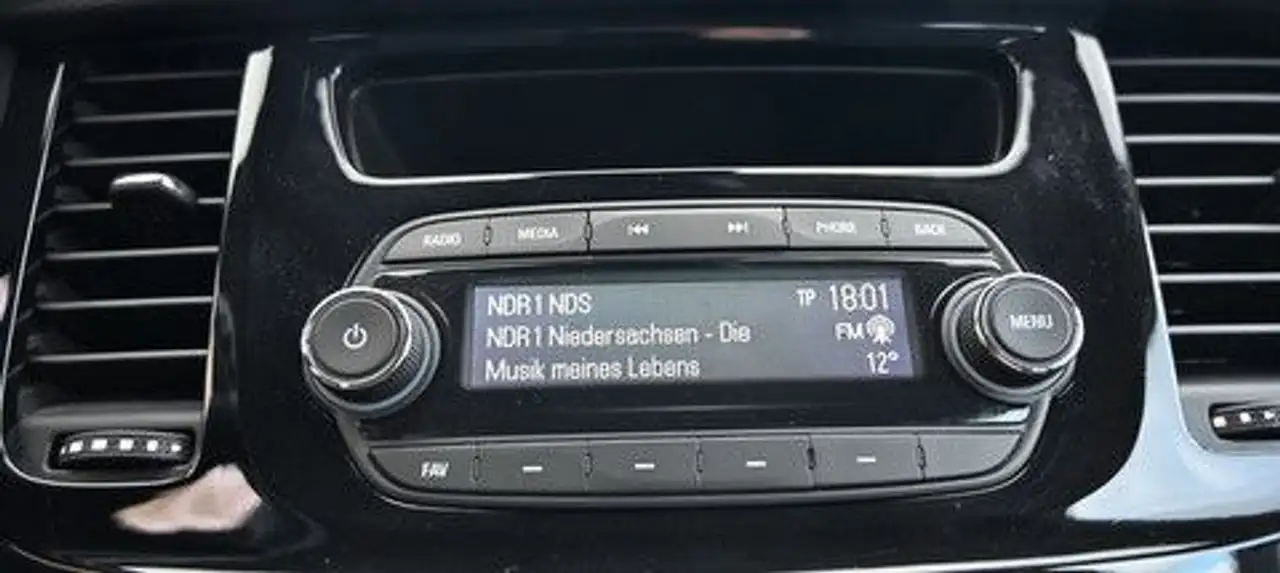 RADIO MEDIA PHONE BACK
NDR 1 NDS TP 18:01
NDR 1 Niedersachsen - Die FM
Musik meines Lebens 12°
MENU
FAV